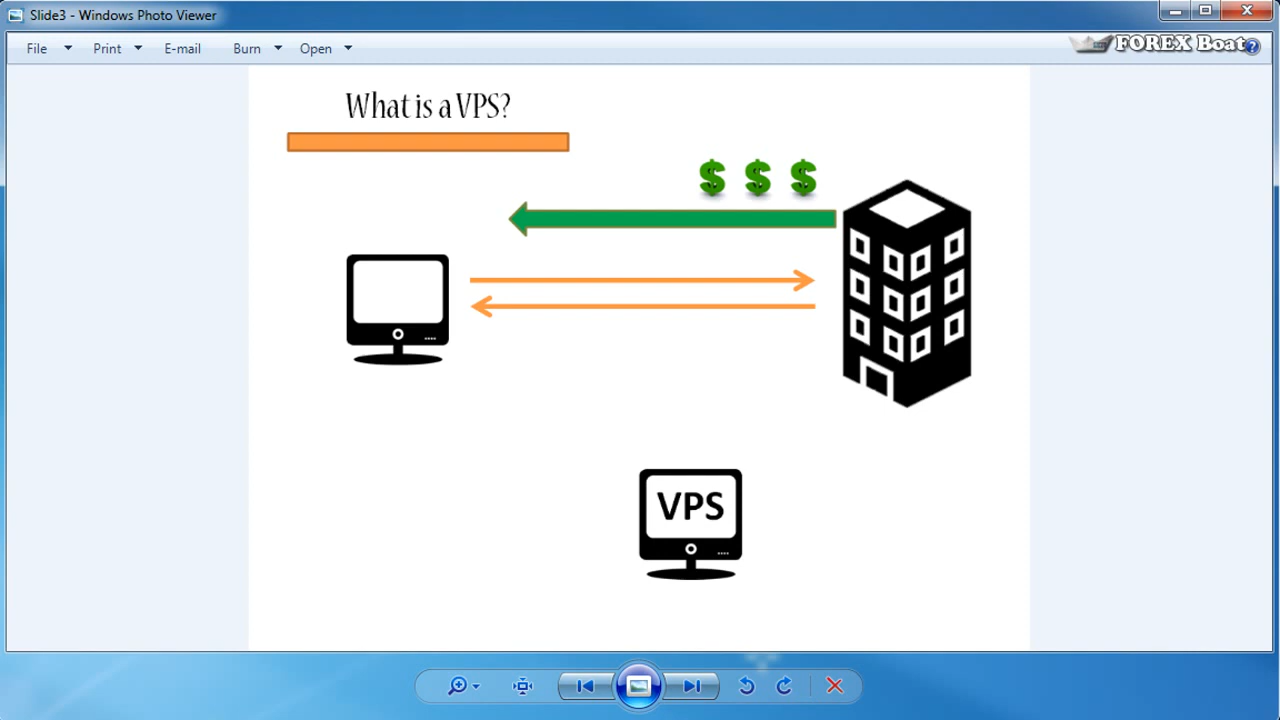 Slide3 - Windows Photo Viewer
File Print E-mail Burn Open
FOREX Boat
What is a VPS?
$ $ $
VPS